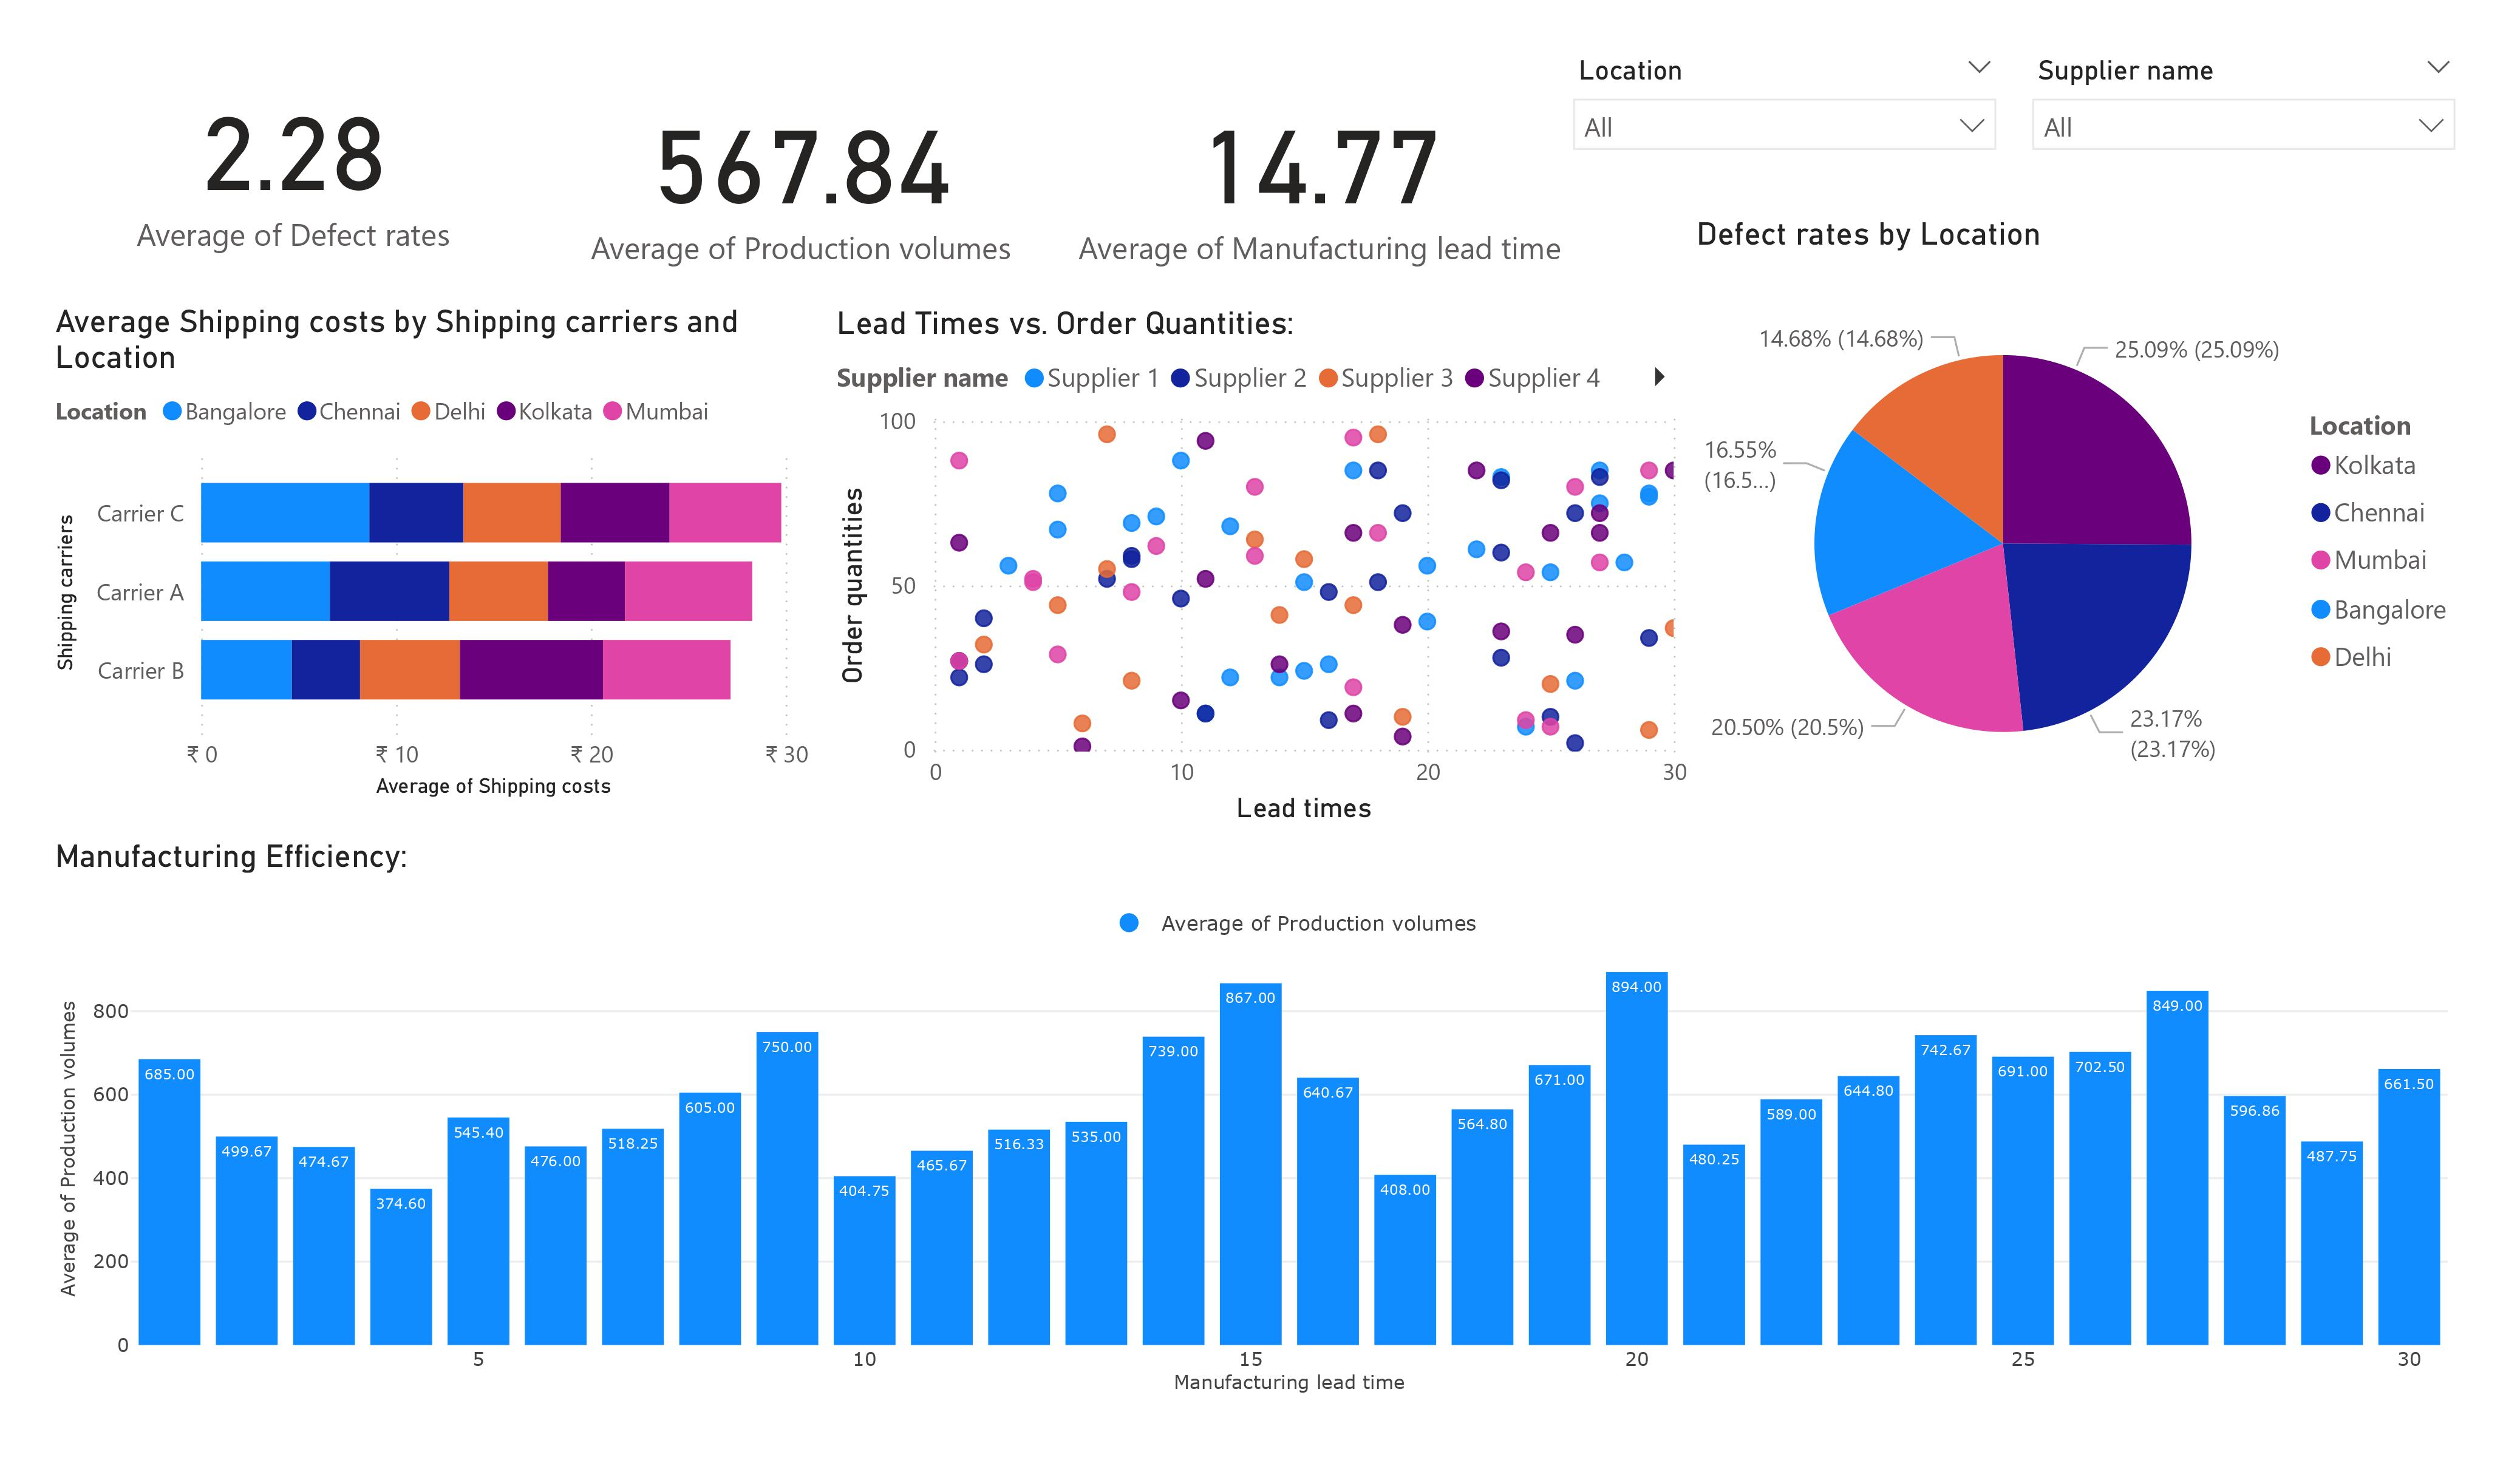 Location
Supplier name
All
All
2.28
Average of Defect rates
567.84
Average of Production volumes
14.77
Average of Manufacturing lead time
Average Shipping costs by Shipping carriers and
Location
Location Bangalore Chennai Delhi Kolkata Mumbai
Shipping carriers
Carrier C
Carrier A
Carrier B
₹ 0 ₹ 10 ₹ 20 ₹ 30
Average of Shipping costs
Lead Times vs. Order Quantities:
Supplier name Supplier 1 Supplier 2 Supplier 3 Supplier 4
Order quantities
100
50
0
0 10 20 30
Lead times
Defect rates by Location
14.68% (14.68%)
25.09% (25.09%)
16.55%
(16.5...)
20.50% (20.5%)
23.17%
(23.17%)
Location
Kolkata
Chennai
Mumbai
Bangalore
Delhi
Manufacturing Efficiency:
Average of Production volumes
Average of Production volumes
800
600
400
200
0
685.00 499.67 474.67 374.60 545.40 476.00 518.25 605.00 750.00 404.75 465.67 516.33 535.00 739.00 867.00 640.67 408.00 564.80 671.00 894.00 480.25 589.00 644.80 742.67 691.00 702.50 849.00 596.86 487.75 661.50
5 10 15 20 25 30
Manufacturing lead time